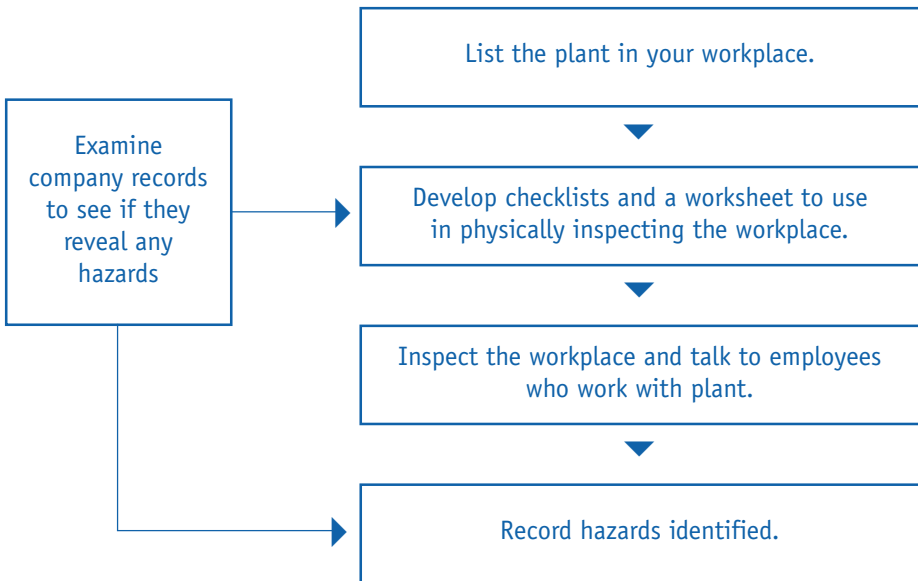 List the plant in your workplace.
Examine
company records
to see if they
reveal any
hazards
Develop checklists and a worksheet to use
in physically inspecting the workplace.
Inspect the workplace and talk to employees
who work with plant.
Record hazards identified.